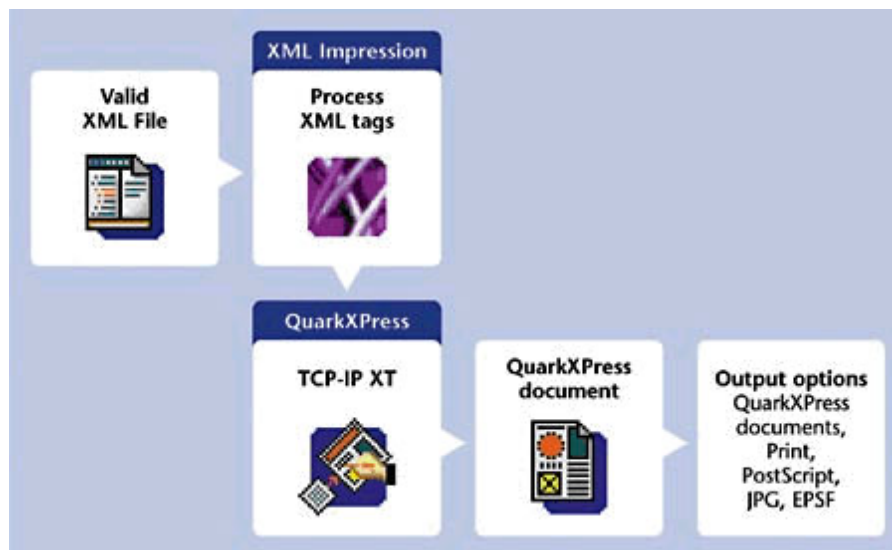 XML Impression
Valid
XML File
Process
XML tags
QuarkXPress
TCP-IP XT
QuarkXPress
document
Output options
QuarkXPress
documents,
Print,
PostScript,
JPG, EPSF